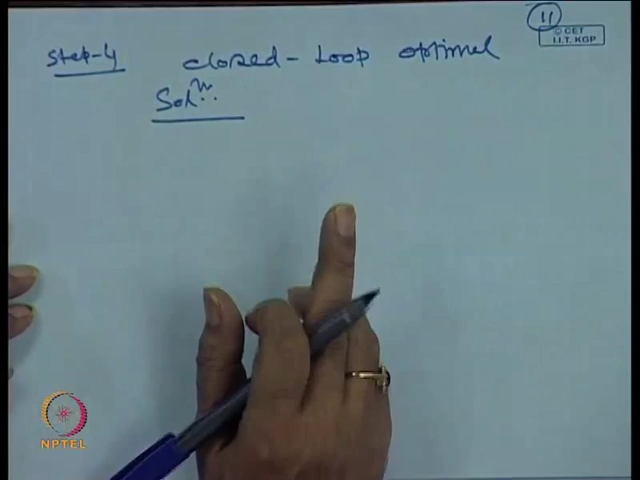 Step-4 closed-Loop optimal
Solⁿ:
11
© CET
I.I.T. KGP
NPTEL